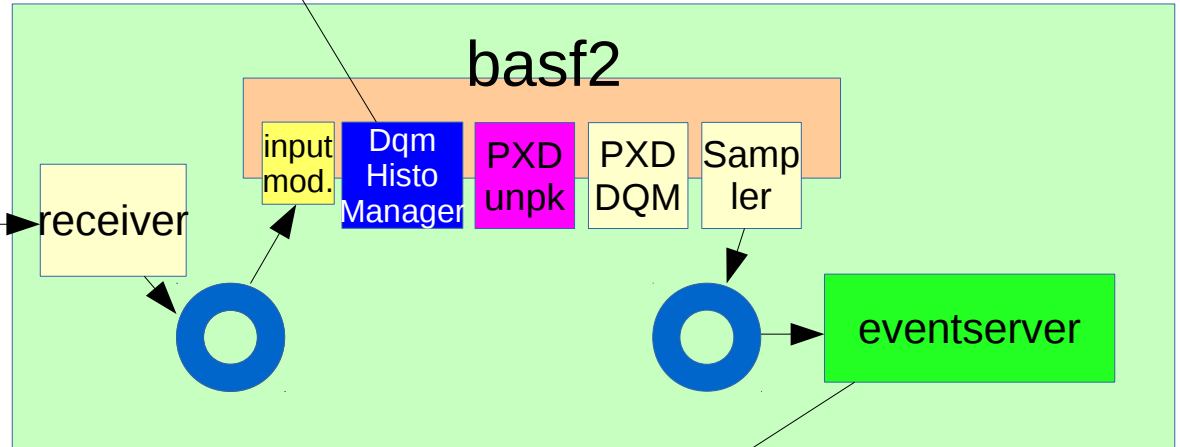 basf2
input
mod.
Dqm
Histo
Manager
PXD
unpk
PXD
DQM
Samp
ler
receiver
eventserver